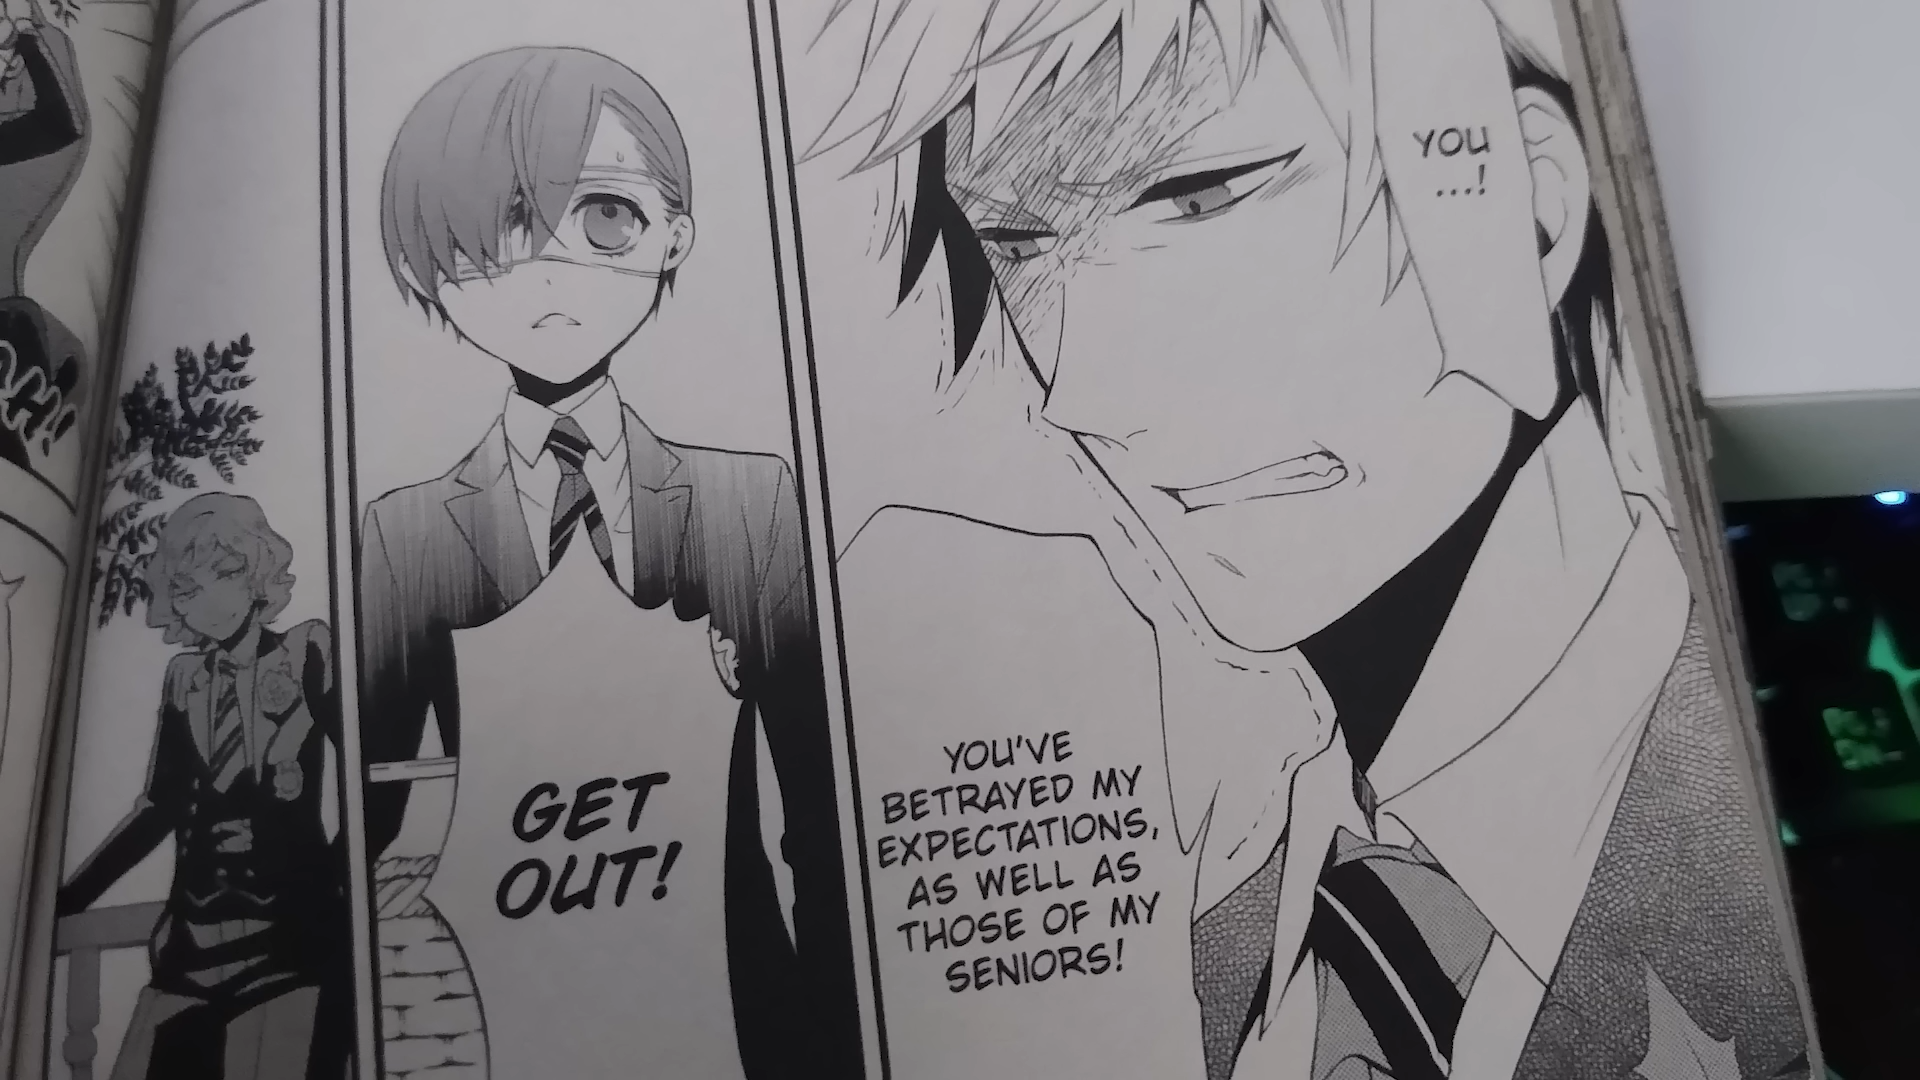 YOU
...!
YOU'VE
BETRAYED MY
EXPECTATIONS,
AS WELL AS
THOSE OF MY
SENIORS!
GET
OUT!